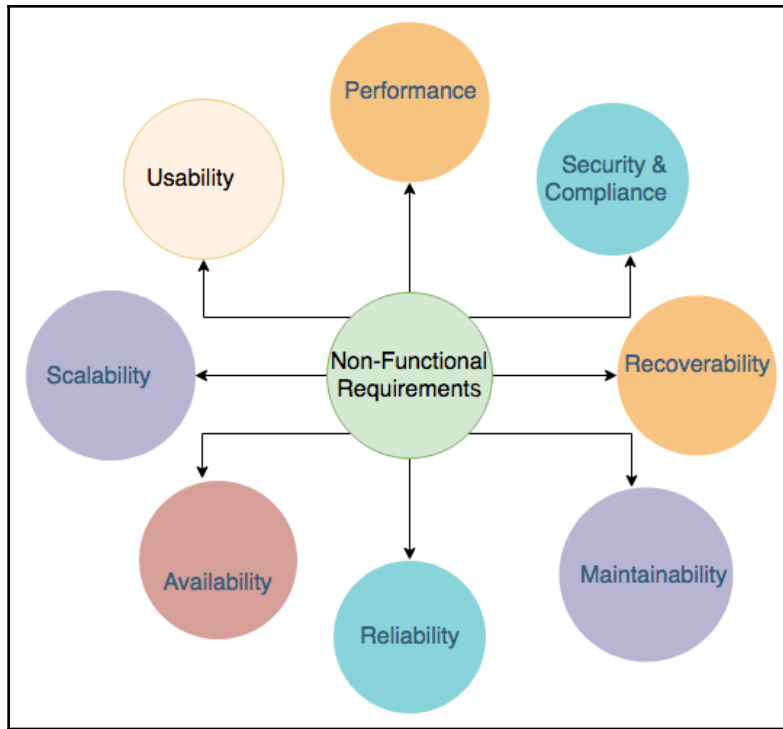 Performance
Usability
Security &
Compliance
Non-Functional
Requirements
Scalability
Recoverability
Availability
Maintainability
Reliability